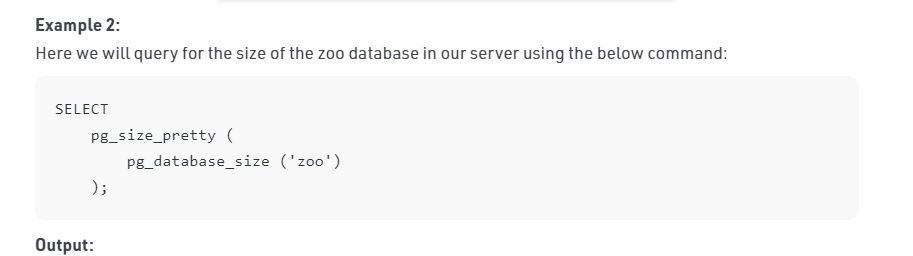 Example 2:
Here we will query for the size of the zoo database in our server using the below command:
SELECT
    pg_size_pretty (
        pg_database_size ('zoo')
    );
Output: